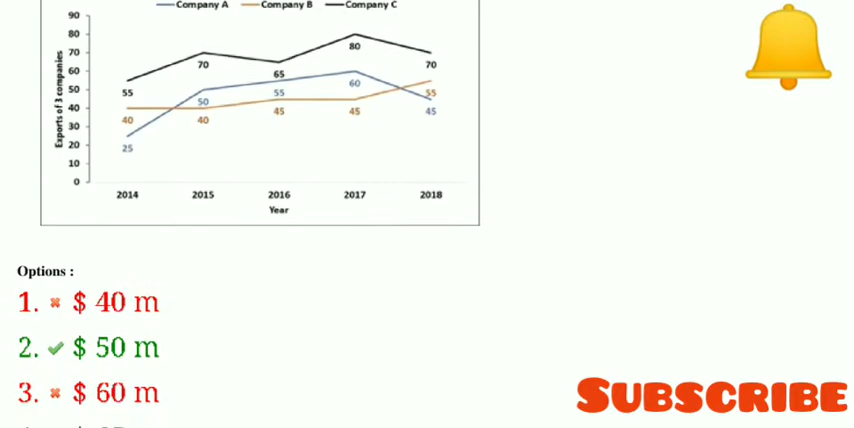 Company A Company B Company C
90
80
70
60
50
40
30
20
10
0
Exports of 3 companies
55 70 65 80 70
25 50 55 60 45
40 40 45 45 55
2014 2015 2016 2017 2018
Year
Options :
1. $ 40 m
2. $ 50 m
3. $ 60 m
SUBSCRIBE